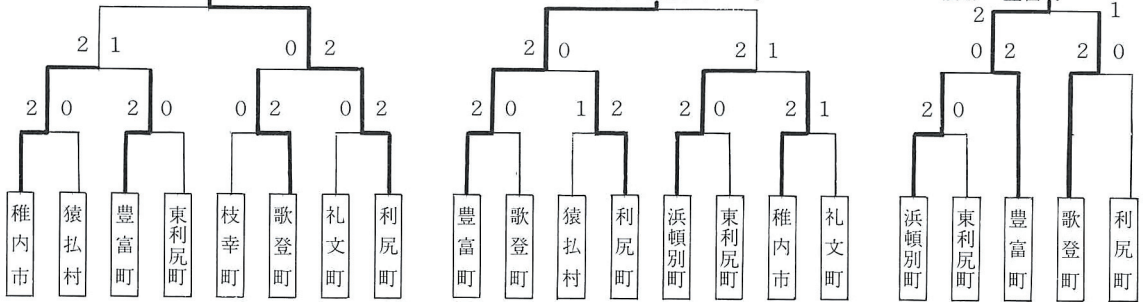 2 1
2 1 0 2 2 0 2 1 0 2 2 0
2 0 2 0 0 2 0 2 2 0 1 2 2 0 2 1 2 0
稚内市 猿払村 豊富町 東利尻町 枝幸町 歌登町 礼文町 利尻町 豊富町 歌登町 猿払村 利尻町 浜頓別町 東利尻町 稚内市 礼文町 浜頓別町 東利尻町 豊富町 歌登町 利尻町